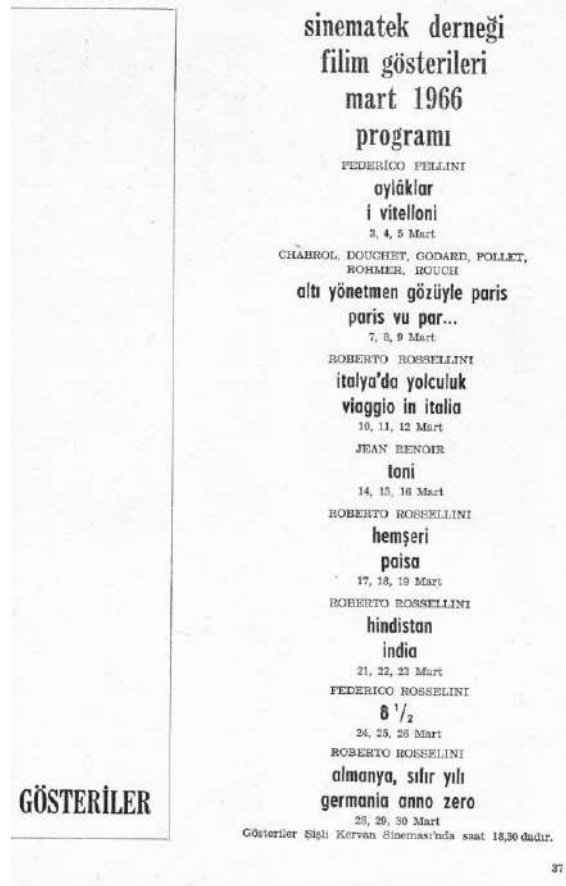 sinematek derneği
filim gösterileri
mart 1966
programı
FEDERİCO FELLINI
aylâklar
i vitelloni
3, 4, 5 Mart
CHABROL, DOUCHET, GODARD, POLLET,
ROHMER, ROUCH
altı yönetmen gözüyle paris
paris vu par...
7, 8, 9 Mart
ROBERTO ROSSELLINI
italya'da yolculuk
viaggio in italia
10, 11, 12 Mart
JEAN RENOIR
toni
14, 15, 16 Mart
ROBERTO ROSSELLINI
hemşeri
paisa
17, 18, 19 Mart
ROBERTO ROSSELLINI
hindistan
india
21, 22, 23 Mart
FEDERICO ROSSELINI
8 1/2
24, 25, 26 Mart
ROBERTO ROSSELINI
almanya, sıfır yılı
germania anno zero
28, 29, 30 Mart
Gösteriler Şişli Kervan Sineması'nda saat 18,30 dadır.
GÖSTERİLER
37